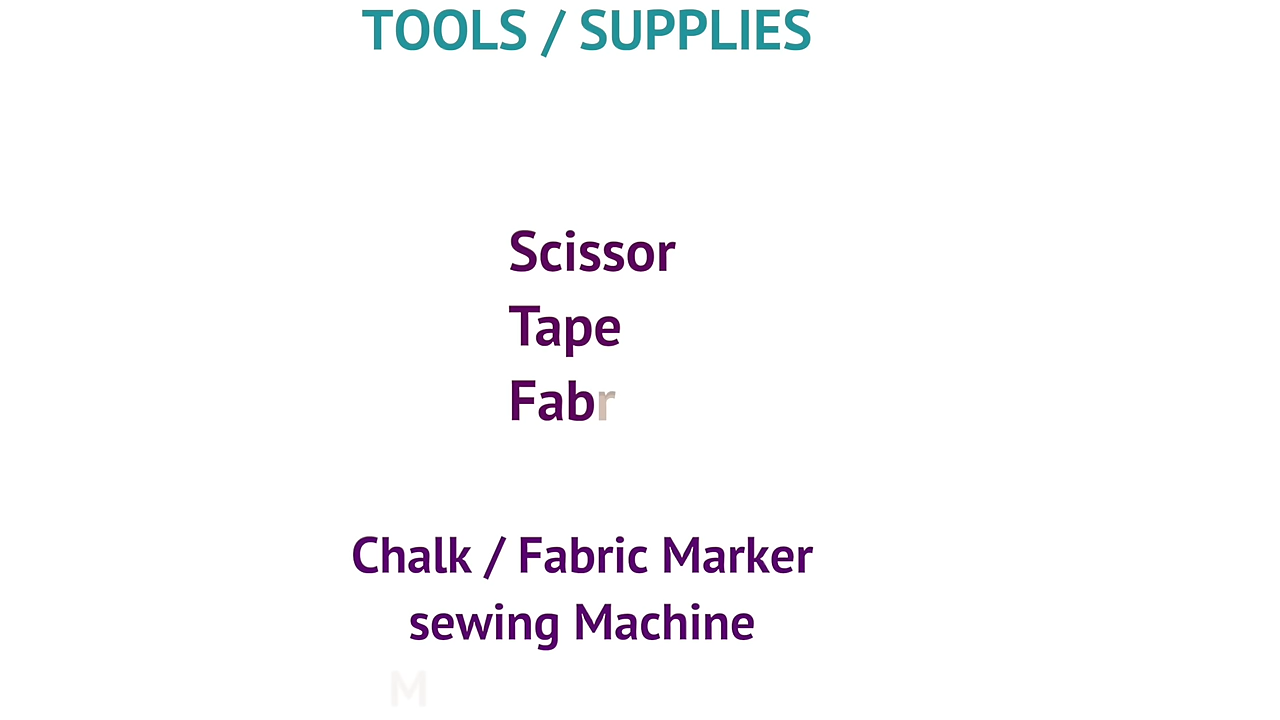 TOOLS / SUPPLIES
Scissor
Tape
Fabr
Chalk / Fabric Marker
sewing Machine
M